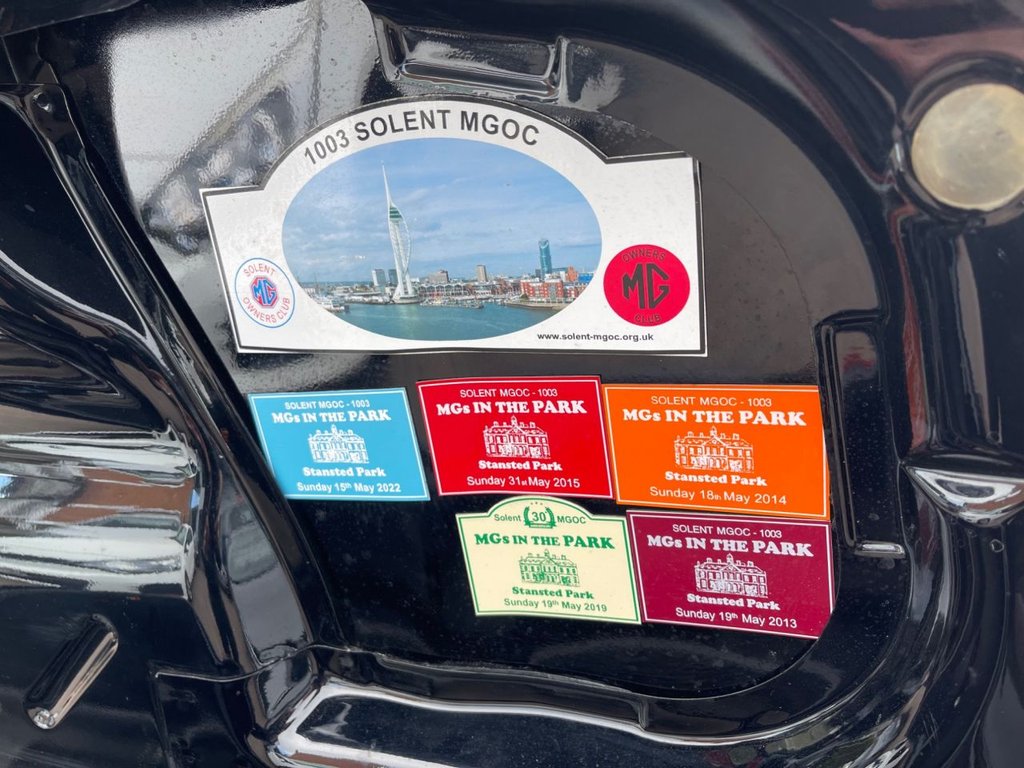 1003 SOLENT MGOC
SOLENT
MG
OWNERS CLUB
OWNERS
MG
CLUB
www.solent-mgoc.org.uk
SOLENT MGOC - 1003
MGs IN THE PARK
Stansted Park
Sunday 15th May 2022
SOLENT MGOC - 1003
MGs IN THE PARK
Stansted Park
Sunday 31st May 2015
SOLENT MGOC - 1003
MGs IN THE PARK
Stansted Park
Sunday 18th May 2014
Solent 30 MGOC
MGs IN THE PARK
Stansted Park
Sunday 19th May 2019
SOLENT MGOC - 1003
MGs IN THE PARK
Stansted Park
Sunday 19th May 2013